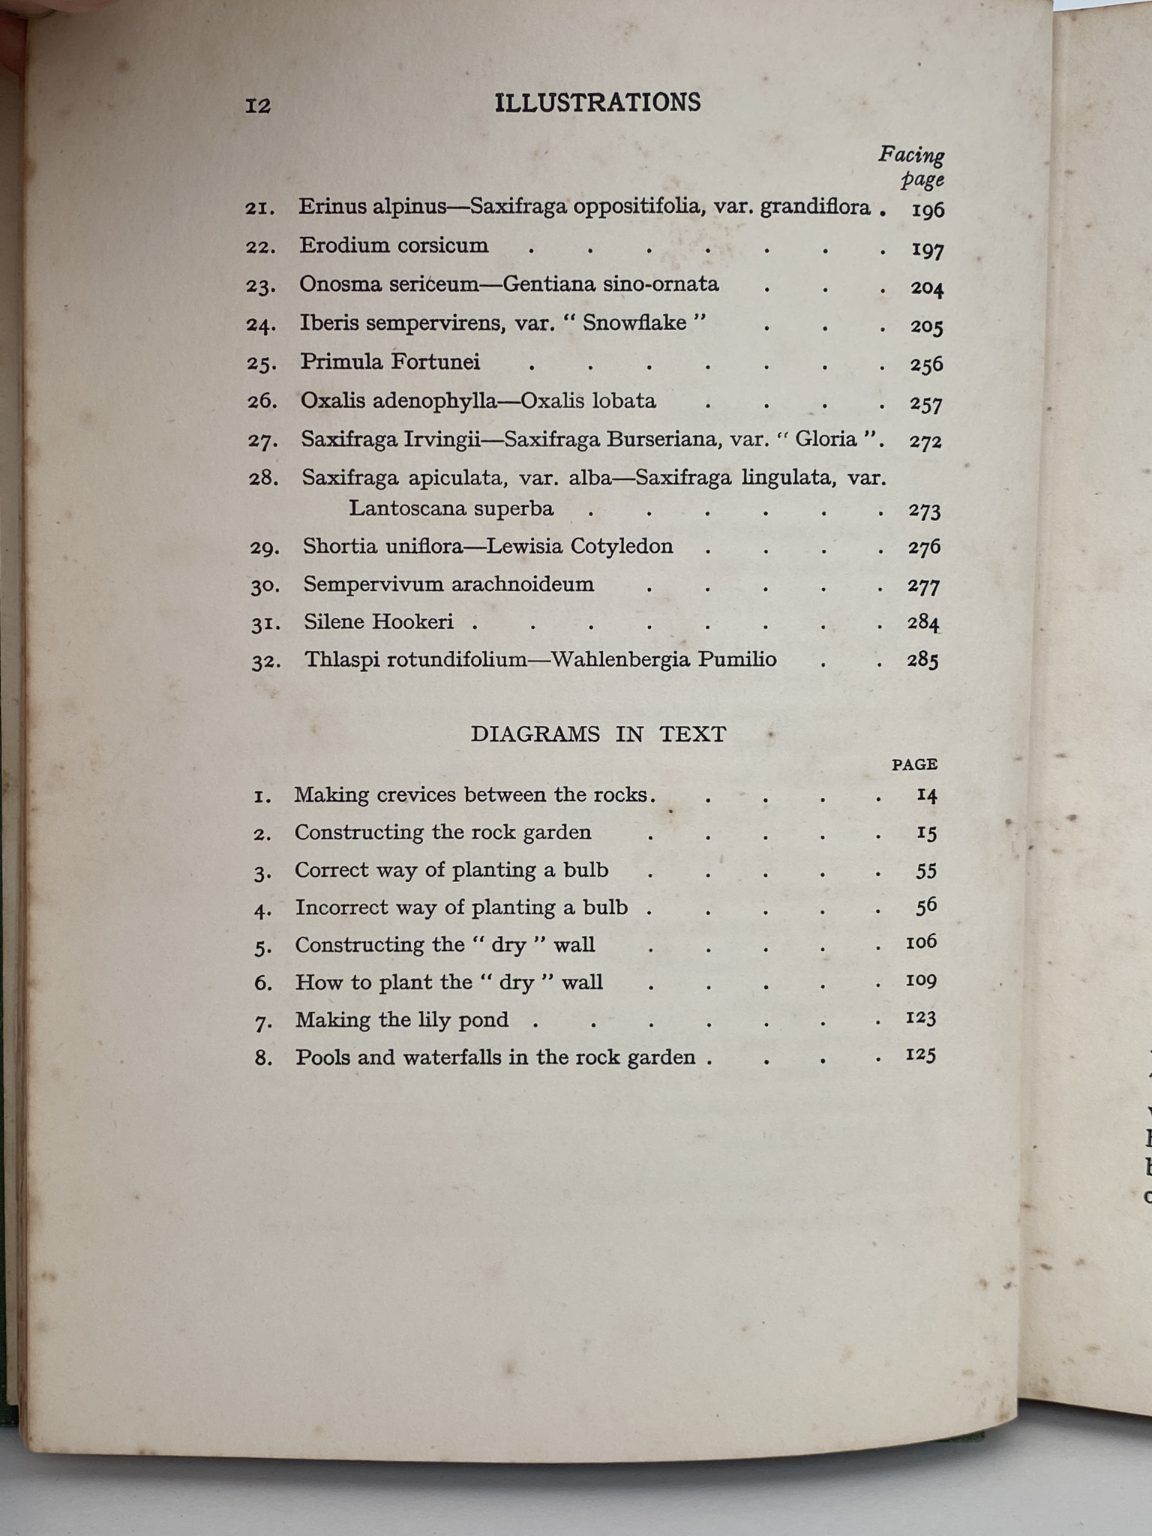 12 ILLUSTRATIONS
Facing
page
21. Erinus alpinus—Saxifraga oppositifolia, var. grandiflora . 196
22. Erodium corsicum . . . . . . . 197
23. Onosma sericeum—Gentiana sino-ornata . . . 204
24. Iberis sempervirens, var. “ Snowflake ” . . . 205
25. Primula Fortunei . . . . . . . 256
26. Oxalis adenophylla—Oxalis lobata . . . . 257
27. Saxifraga Irvingii—Saxifraga Burseriana, var. “ Gloria ”. 272
28. Saxifraga apiculata, var. alba—Saxifraga lingulata, var.
Lantoscana superba . . . . . . 273
29. Shortia uniflora—Lewisia Cotyledon . . . . 276
30. Sempervivum arachnoideum . . . . . 277
31. Silene Hookeri . . . . . . . . 284
32. Thlaspi rotundifolium—Wahlenbergia Pumilio . . 285
DIAGRAMS IN TEXT
PAGE
1. Making crevices between the rocks. . . . . 14
2. Constructing the rock garden . . . . . 15
3. Correct way of planting a bulb . . . . . 55
4. Incorrect way of planting a bulb . . . . . 56
5. Constructing the “ dry ” wall . . . . . 106
6. How to plant the “ dry ” wall . . . . . 109
7. Making the lily pond . . . . . . . 123
8. Pools and waterfalls in the rock garden . . . . 125